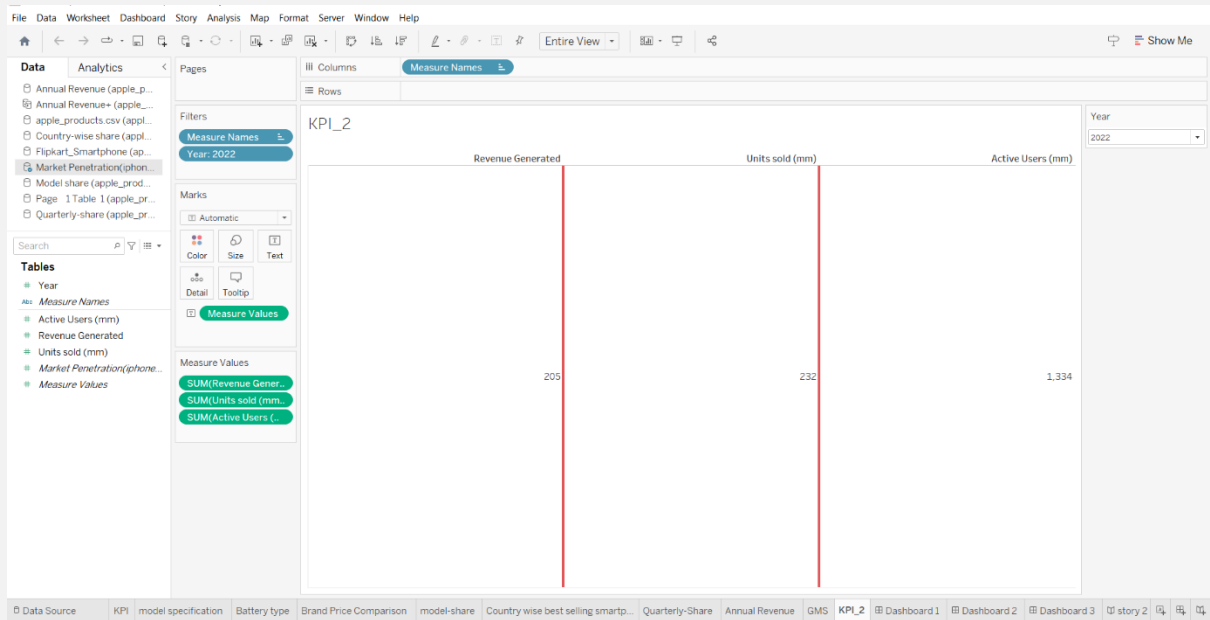 File Data Worksheet Dashboard Story Analysis Map Format Server Window Help
Entire View
Show Me
Data Analytics
Annual Revenue (apple_p...
Annual Revenue+ (apple_...
apple_products.csv (appl...
Country-wise share (appl...
Flipkart_Smartphone (ap...
Market Penetration(iphon...
Model share (apple_prod...
Page 1 Table 1 (apple_pr...
Quarterly-share (apple_pr...
Search
Tables
# Year
Abc Measure Names
# Active Users (mm)
# Revenue Generated
# Units sold (mm)
# Market Penetration(iphone...
# Measure Values
Pages
Filters
Measure Names
Year: 2022
Marks
Automatic
Color Size Text
Detail Tooltip
Measure Values
Measure Values
SUM(Revenue Gener..
SUM(Units sold (mm..
SUM(Active Users (..
Columns Measure Names
Rows
KPI_2
Revenue Generated Units sold (mm) Active Users (mm)
205 232 1,334
Year
2022
Data Source KPI model specification Battery type Brand Price Comparison model-share Country wise best selling smartp... Quarterly-Share Annual Revenue GMS KPI_2 Dashboard 1 Dashboard 2 Dashboard 3 story 2